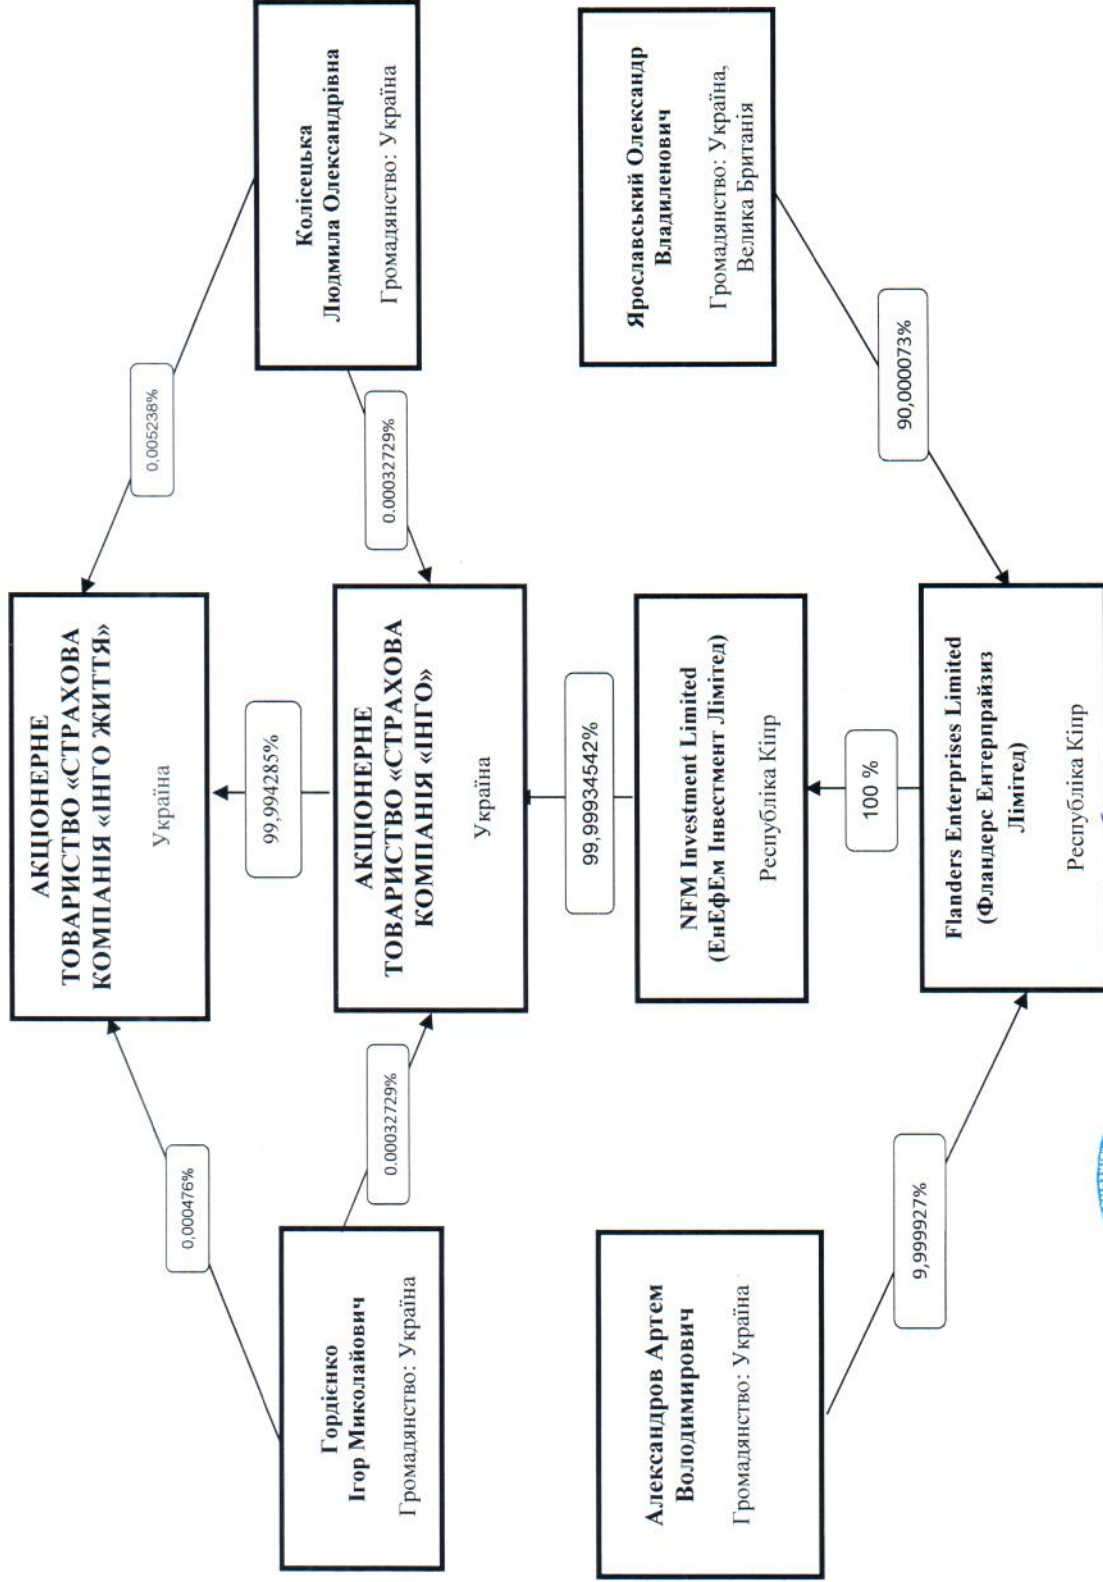 АКЦІОНЕРНЕ
ТОВАРИСТВО «СТРАХОВА
КОМПАНІЯ «ІНГО ЖИТТЯ»
Україна
0,000476%
99,994285%
0,005238%
Гордієнко
Ігор Миколайович
Громадянство: Україна
АКЦІОНЕРНЕ
ТОВАРИСТВО «СТРАХОВА
КОМПАНІЯ «ІНГО»
Україна
Колісецька
Людмила Олександрівна
Громадянство: Україна
0.00032729%
0.00032729%
99,99934542%
Александров Артем
Володимирович
Громадянство: Україна
NFM Investment Limited
(ЕнЕфЕм Інвестмент Лімітед)
Республіка Кіпр
Ярославський Олександр
Владиленович
Громадянство: Україна,
Велика Британія
9,999927%
100 %
90,000073%
Flanders Enterprises Limited
(Фландерс Ентерпрайзиз
Лімітед)
Республіка Кіпр